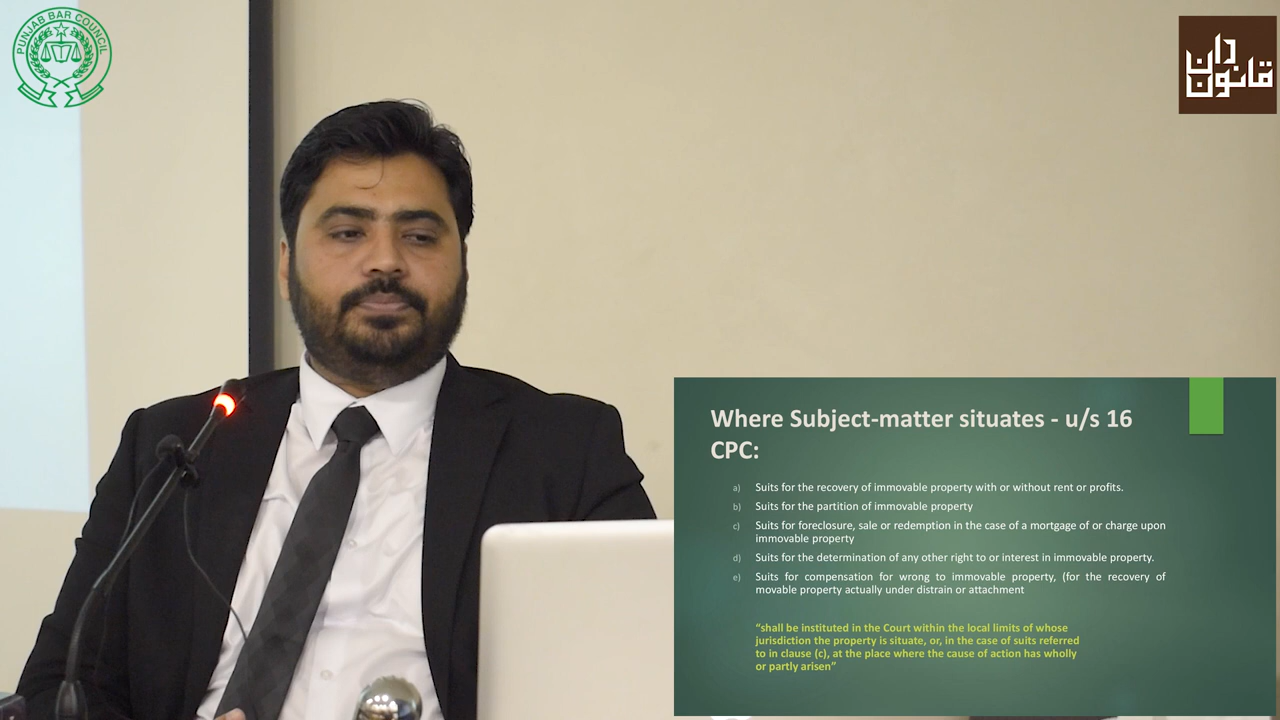 PUNJAB BAR COUNCIL
قانون دان
Where Subject-matter situates - u/s 16
CPC:
a) Suits for the recovery of immovable property with or without rent or profits.
b) Suits for the partition of immovable property
c) Suits for foreclosure, sale or redemption in the case of a mortgage of or charge upon
immovable property
d) Suits for the determination of any other right to or interest in immovable property.
e) Suits for compensation for wrong to immovable property, (for the recovery of
movable property actually under distrain or attachment
“shall be instituted in the Court within the local limits of whose
jurisdiction the property is situate, or, in the case of suits referred
to in clause (c), at the place where the cause of action has wholly
or partly arisen”